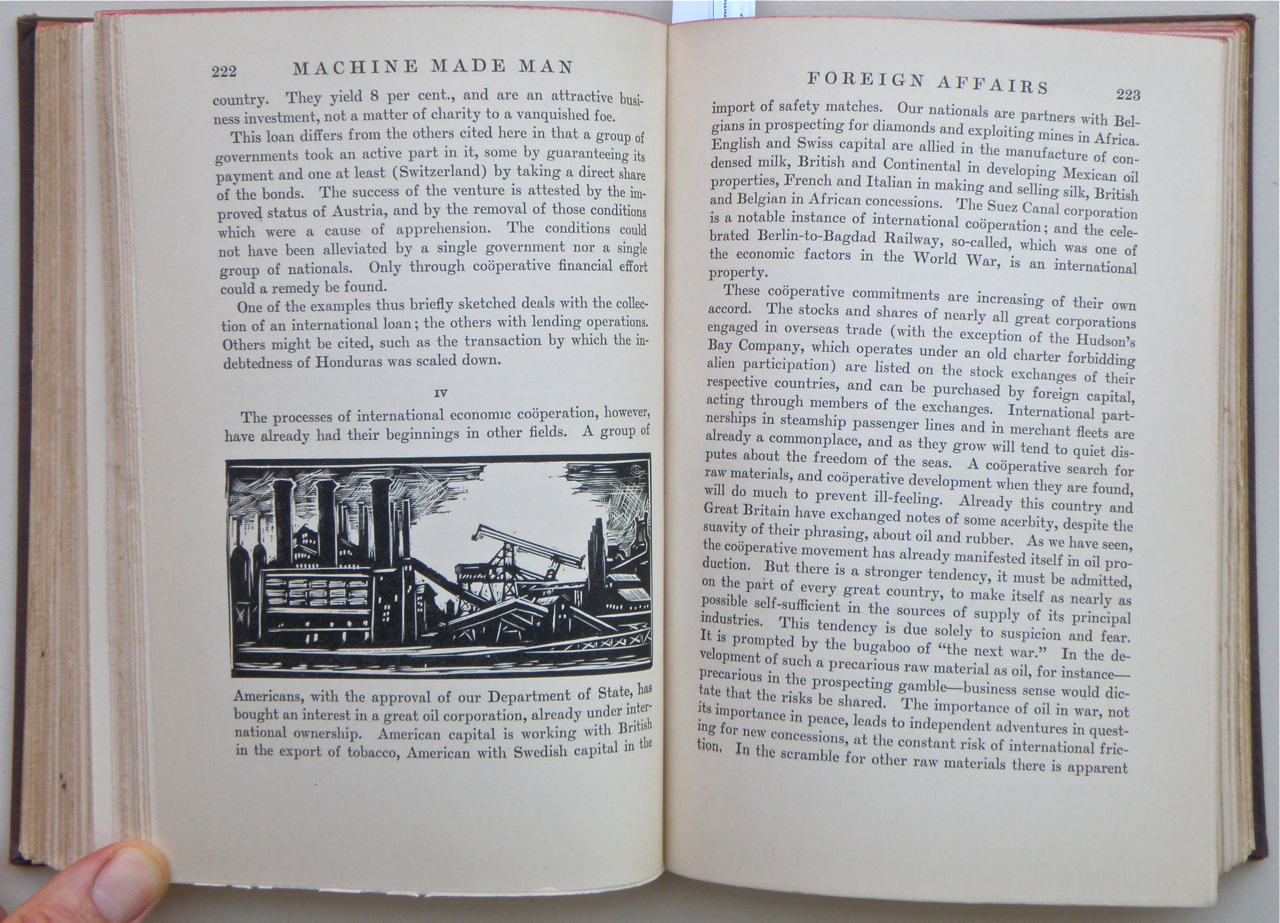 222 MACHINE MADE MAN
country. They yield 8 per cent., and are an attractive busi-
ness investment, not a matter of charity to a vanquished foe.
This loan differs from the others cited here in that a group of
governments took an active part in it, some by guaranteeing its
payment and one at least (Switzerland) by taking a direct share
of the bonds. The success of the venture is attested by the im-
proved status of Austria, and by the removal of those conditions
which were a cause of apprehension. The conditions could
not have been alleviated by a single government nor a single
group of nationals. Only through coöperative financial effort
could a remedy be found.
One of the examples thus briefly sketched deals with the collec-
tion of an international loan; the others with lending operations.
Others might be cited, such as the transaction by which the in-
debtedness of Honduras was scaled down.
IV
The processes of international economic coöperation, however,
have already had their beginnings in other fields. A group of
Americans, with the approval of our Department of State, has
bought an interest in a great oil corporation, already under inter-
national ownership. American capital is working with British
in the export of tobacco, American with Swedish capital in the
FOREIGN AFFAIRS 223
import of safety matches. Our nationals are partners with Bel-
gians in prospecting for diamonds and exploiting mines in Africa.
English and Swiss capital are allied in the manufacture of con-
densed milk, British and Continental in developing Mexican oil
properties, French and Italian in making and selling silk, British
and Belgian in African concessions. The Suez Canal corporation
is a notable instance of international coöperation; and the cele-
brated Berlin-to-Bagdad Railway, so-called, which was one of
the economic factors in the World War, is an international
property.
These coöperative commitments are increasing of their own
accord. The stocks and shares of nearly all great corporations
engaged in overseas trade (with the exception of the Hudson's
Bay Company, which operates under an old charter forbidding
alien participation) are listed on the stock exchanges of their
respective countries, and can be purchased by foreign capital,
acting through members of the exchanges. International part-
nerships in steamship passenger lines and in merchant fleets are
already a commonplace, and as they grow will tend to quiet dis-
putes about the freedom of the seas. A coöperative search for
raw materials, and coöperative development when they are found,
will do much to prevent ill-feeling. Already this country and
Great Britain have exchanged notes of some acerbity, despite the
suavity of their phrasing, about oil and rubber. As we have seen,
the coöperative movement has already manifested itself in oil pro-
duction. But there is a stronger tendency, it must be admitted,
on the part of every great country, to make itself as nearly as
possible self-sufficient in the sources of supply of its principal
industries. This tendency is due solely to suspicion and fear.
It is prompted by the bugaboo of "the next war." In the de-
velopment of such a precarious raw material as oil, for instance—
precarious in the prospecting gamble—business sense would dic-
tate that the risks be shared. The importance of oil in war, not
its importance in peace, leads to independent adventures in quest-
ing for new concessions, at the constant risk of international fric-
tion. In the scramble for other raw materials there is apparent